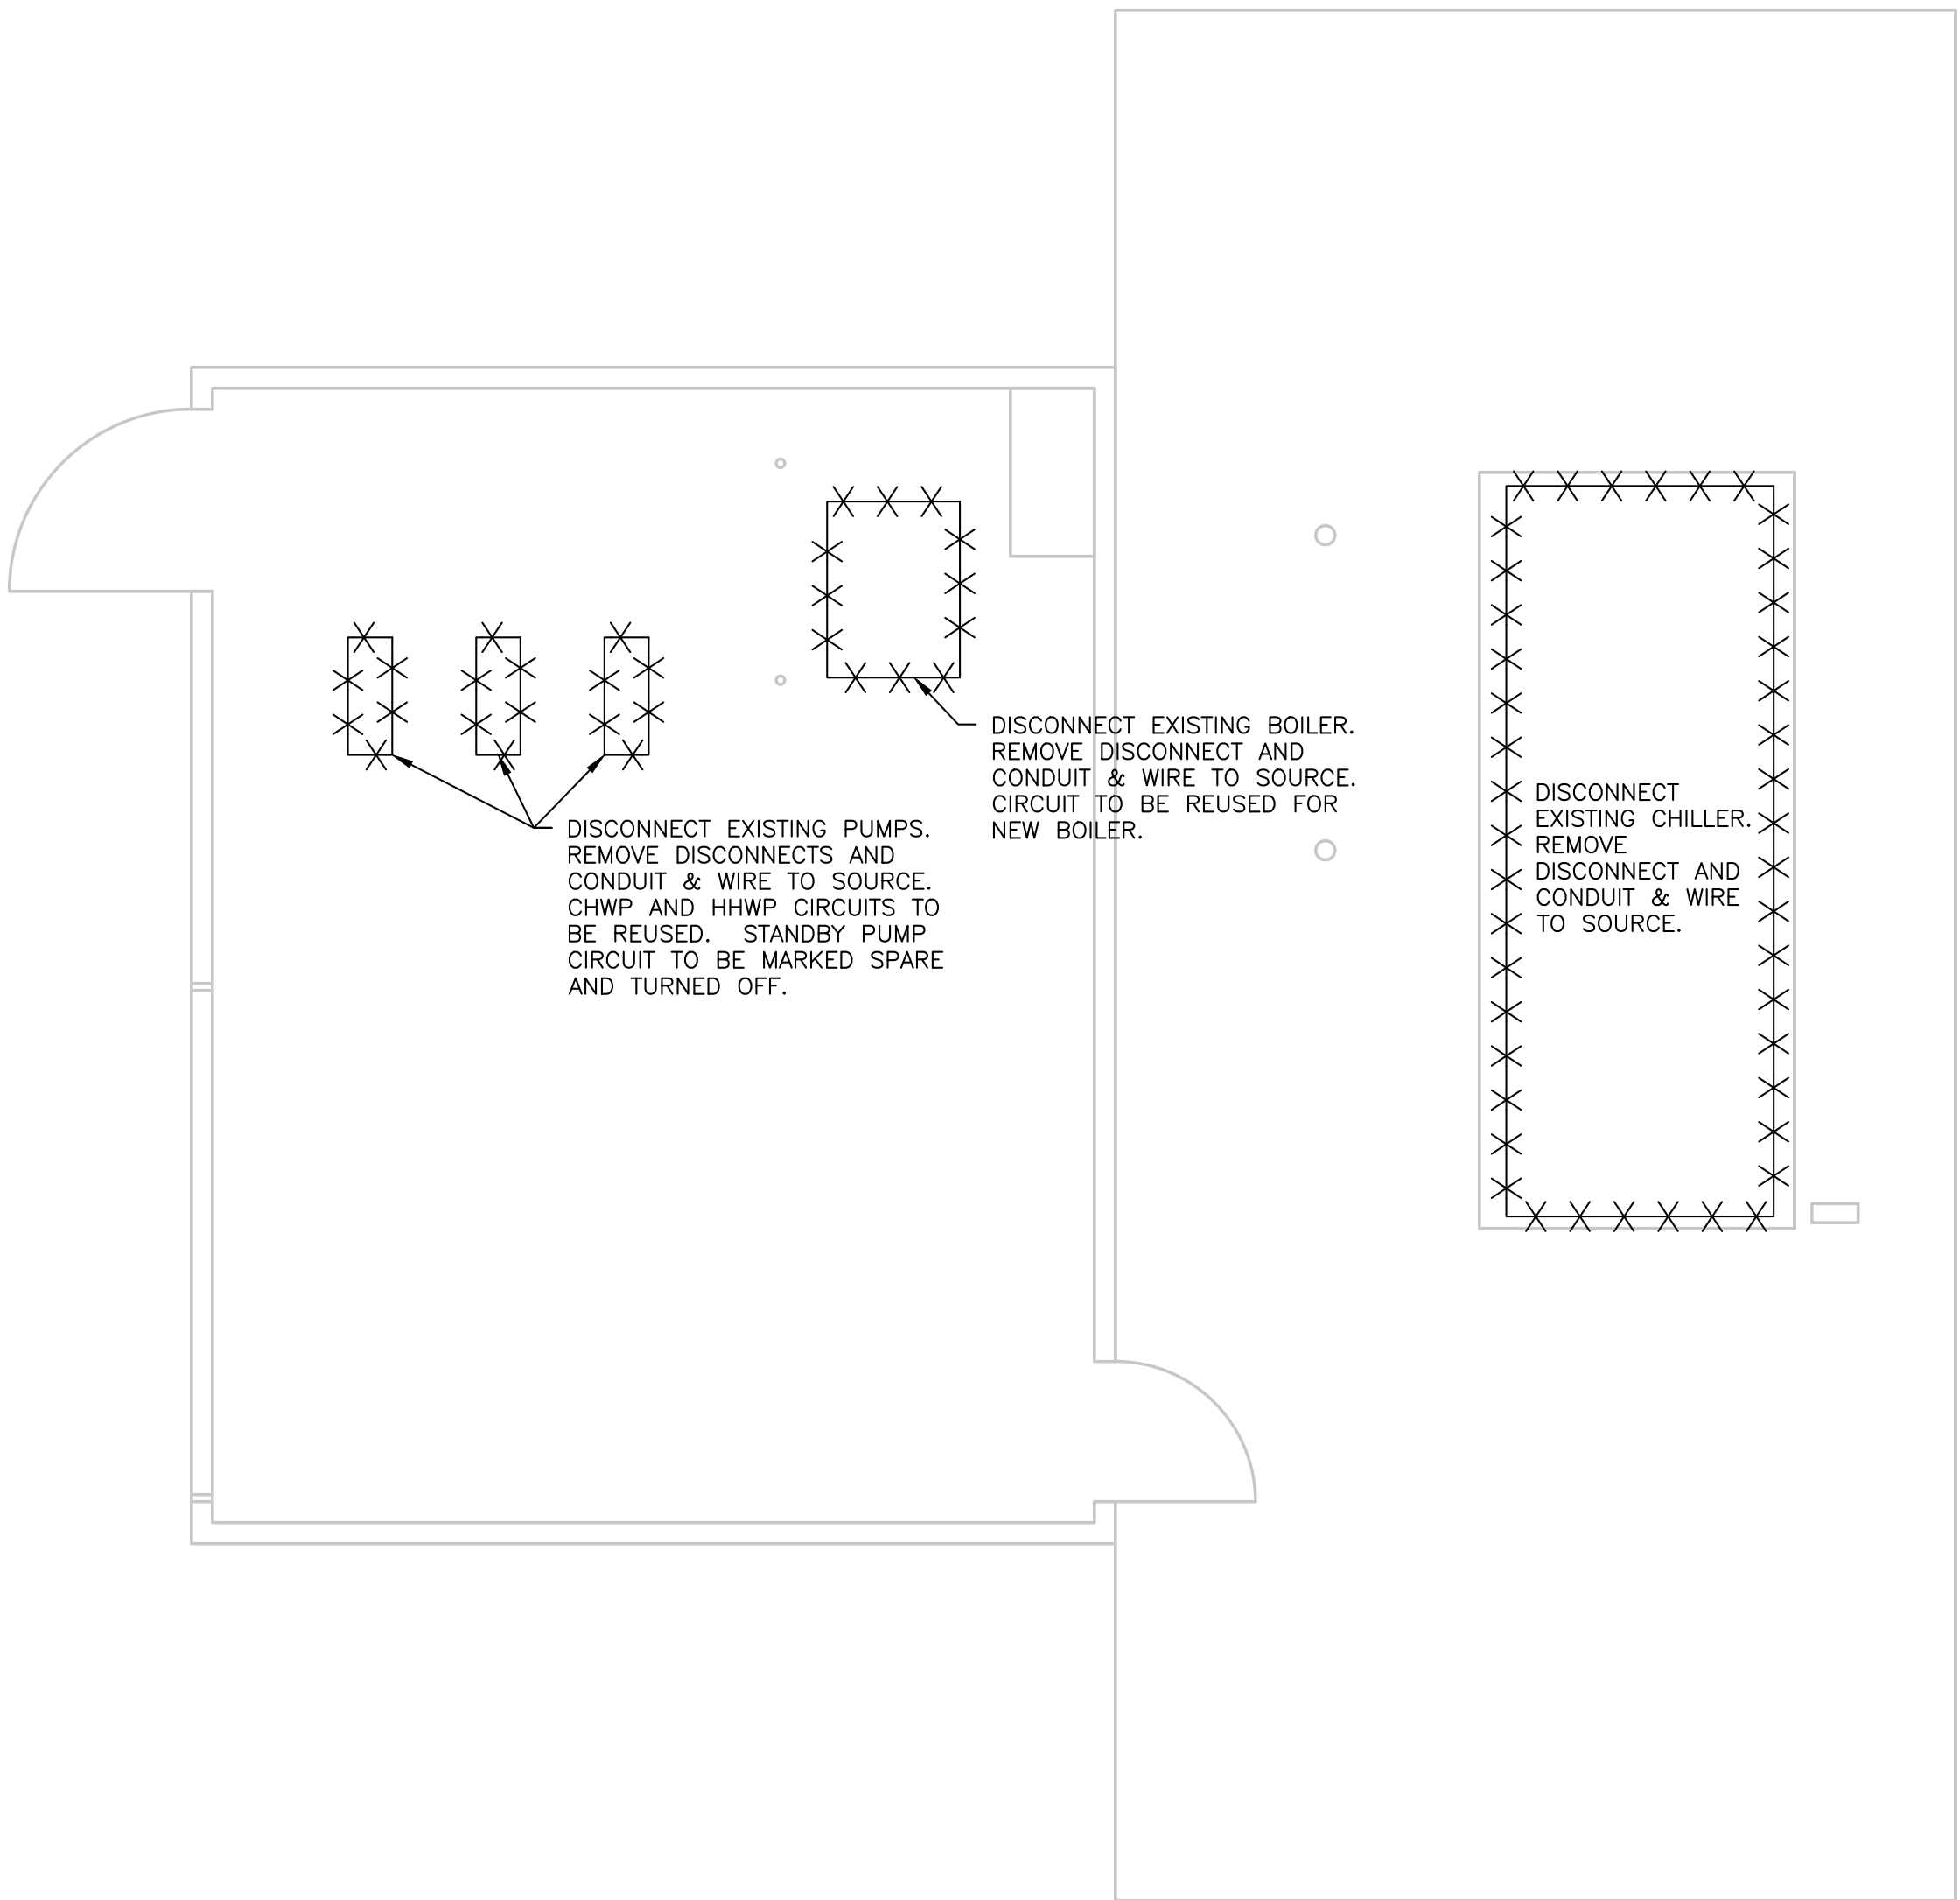 DISCONNECT EXISTING BOILER.
REMOVE DISCONNECT AND
CONDUIT & WIRE TO SOURCE.
CIRCUIT TO BE REUSED FOR
NEW BOILER.
DISCONNECT EXISTING PUMPS.
REMOVE DISCONNECTS AND
CONDUIT & WIRE TO SOURCE.
CHWP AND HHWP CIRCUITS TO
BE REUSED. STANDBY PUMP
CIRCUIT TO BE MARKED SPARE
AND TURNED OFF.
DISCONNECT
EXISTING CHILLER.
REMOVE
DISCONNECT AND
CONDUIT & WIRE
TO SOURCE.